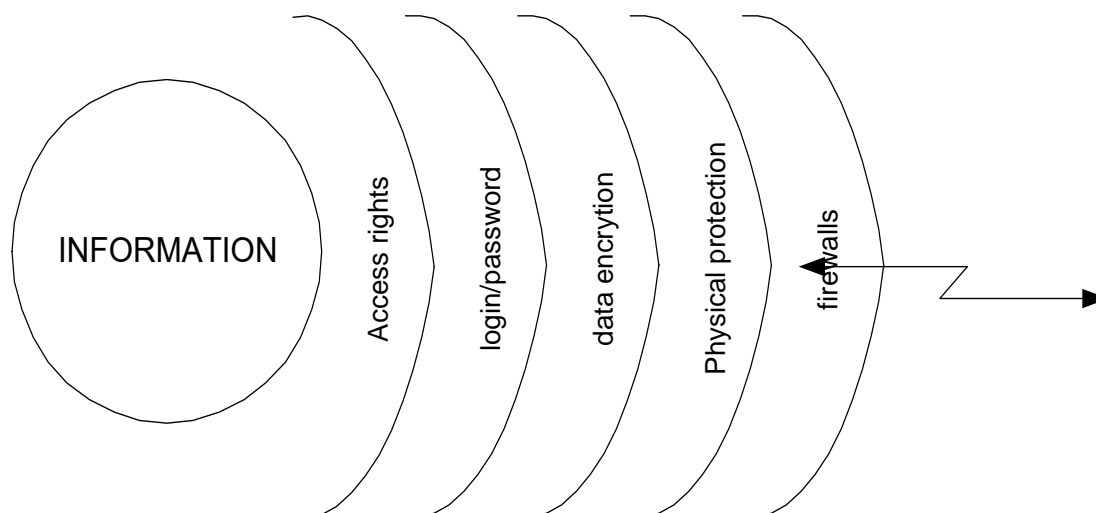 INFORMATION
Access rights
login/password
data encrytion
Physical protection
firewalls